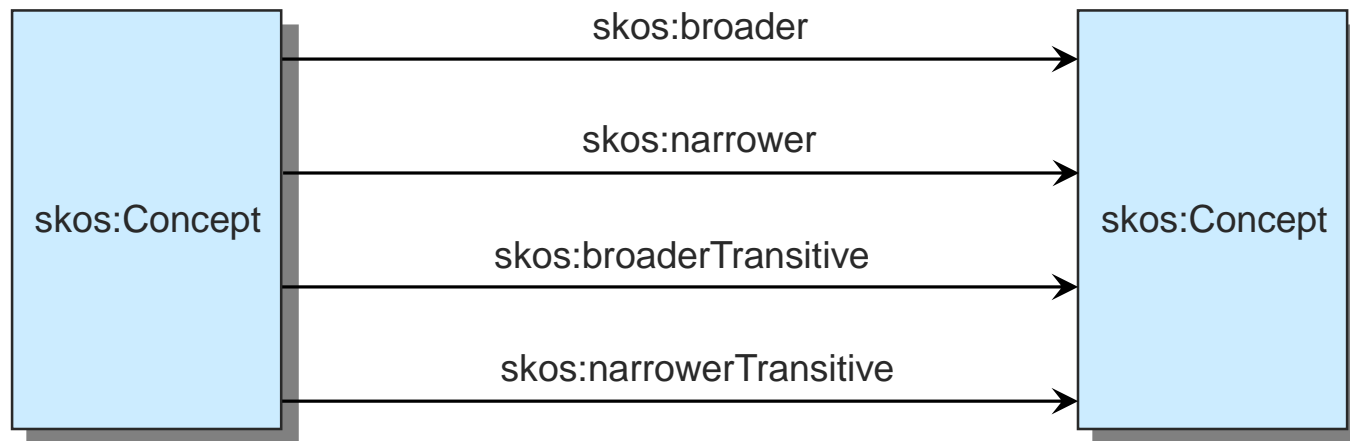 skos:broader
skos:narrower
skos:Concept
skos:Concept
skos:broaderTransitive
skos:narrowerTransitive